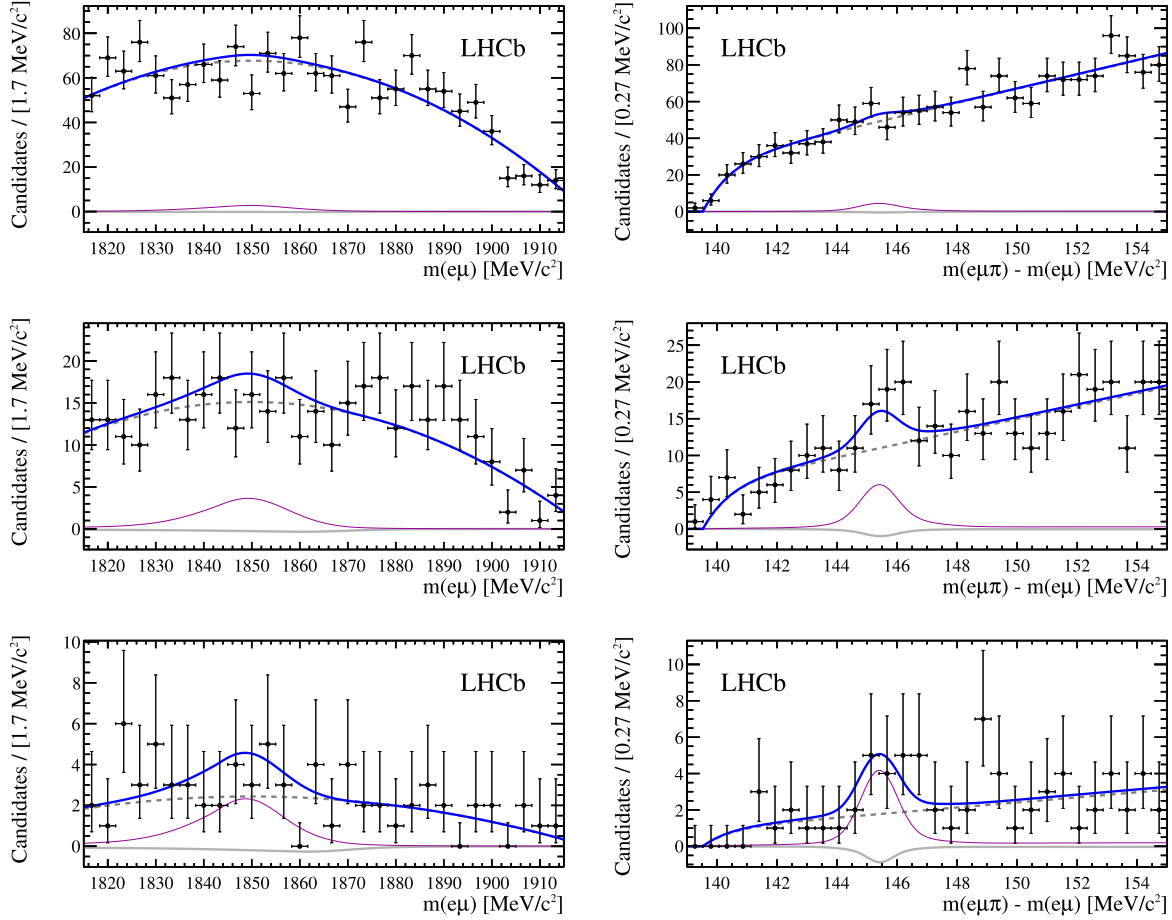 Candidates / [1.7 MeV/c²]
80
60
40
20
0
LHCb
1820 1830 1840 1850 1860 1870 1880 1890 1900 1910
m(eμ) [MeV/c²]
Candidates / [0.27 MeV/c²]
100
80
60
40
20
0
LHCb
140 142 144 146 148 150 152 154
m(eμπ) - m(eμ) [MeV/c²]
Candidates / [1.7 MeV/c²]
20
15
10
5
0
LHCb
1820 1830 1840 1850 1860 1870 1880 1890 1900 1910
m(eμ) [MeV/c²]
Candidates / [0.27 MeV/c²]
25
20
15
10
5
0
LHCb
140 142 144 146 148 150 152 154
m(eμπ) - m(eμ) [MeV/c²]
Candidates / [1.7 MeV/c²]
10
8
6
4
2
0
LHCb
1820 1830 1840 1850 1860 1870 1880 1890 1900 1910
m(eμ) [MeV/c²]
Candidates / [0.27 MeV/c²]
10
8
6
4
2
0
LHCb
140 142 144 146 148 150 152 154
m(eμπ) - m(eμ) [MeV/c²]